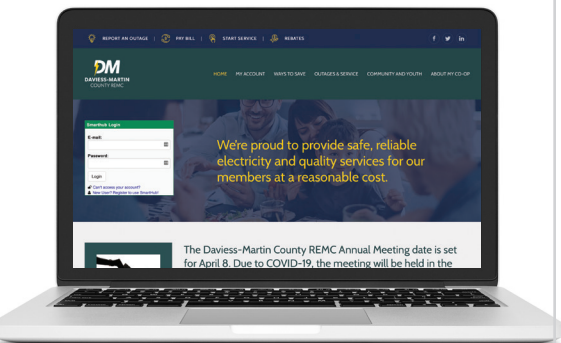 REPORT AN OUTAGE | PAY BILL | START SERVICE | REBATES
DM
DAVIESS-MARTIN
COUNTY REMC
HOME MY ACCOUNT WAYS TO SAVE OUTAGES & SERVICE COMMUNITY AND YOUTH ABOUT MY CO-OP
SmartHub Login
E-mail:
Password:
Login
Can't access your account?
New User? Register to use SmartHub!
We're proud to provide safe, reliable
electricity and quality services for our
members at a reasonable cost.
The Daviess-Martin County REMC Annual Meeting date is set
for April 8. Due to COVID-19, the meeting will be held in the